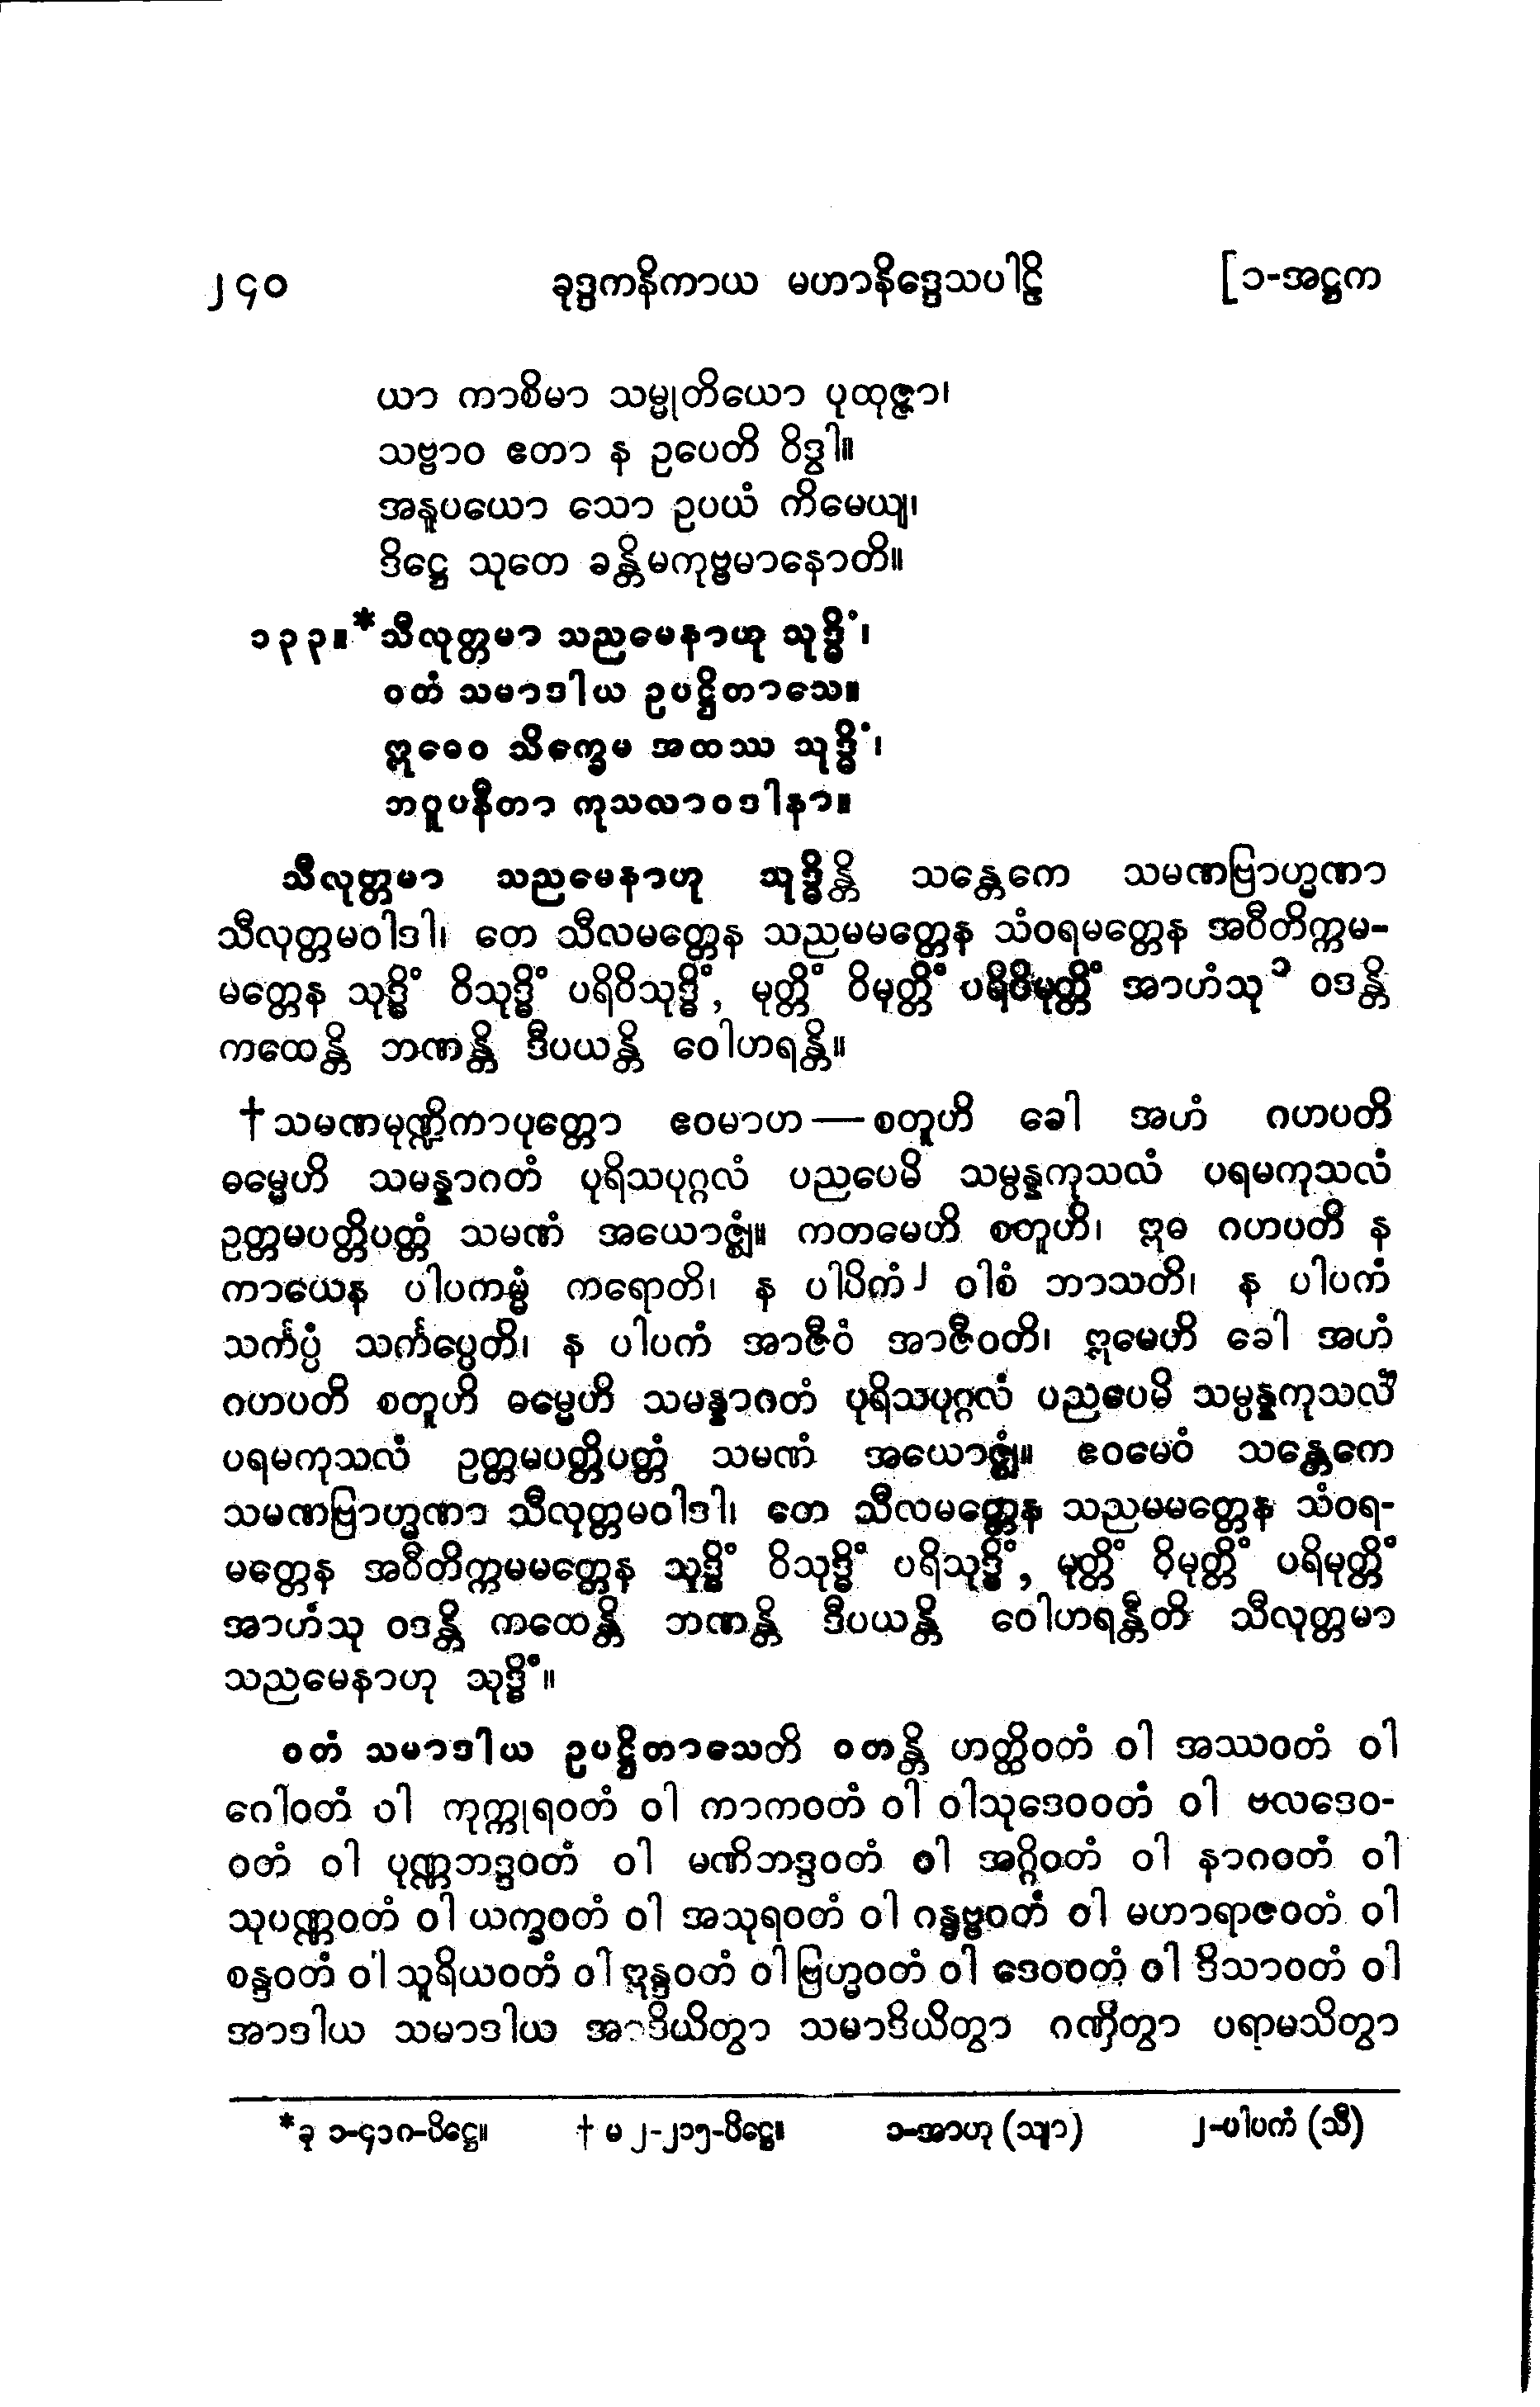 ၂၄၀ ခုဒ္ဒကနိကာယ မဟာနိဒ္ဒေသပါဠိ [၁-အဋ္ဌက
ယာ ကာစိမာ သမ္မုတိယော ပုထုဇ္ဇာ၊
သဗ္ဗာဝ ဧတာ န ဥပေတိ ဝိဒွါ။
အနူပယော သော ဥပယံ ကိမေယျ၊
ဒိဋ္ဌေ သုတေ ခန္တိမကုဗ္ဗမာနောတိ။
၁၃၃။ *သီလုတ္တမာ သညမေနာဟု သုဒ္ဓိံ၊
ဝတံ သမာဒါယ ဥပဋ္ဌိတာသေ။
ဣဓေဝ သိက္ခေမ အထဿ သုဒ္ဓိံ၊
ဘဝူပနီတာ ကုသလာဝဒါနာ။
သီလုတ္တမာ သညမေနာဟု သုဒ္ဓိန္တိ သန္တေကေ သမဏဗြာဟ္မဏာ
သီလုတ္တမဝါဒါ၊ တေ သီလမတ္တေန သညမမတ္တေန သံဝရမတ္တေန အဝီတိက္ကမ-
မတ္တေန သုဒ္ဓိံ ဝိသုဒ္ဓိံ ပရိဝိသုဒ္ဓိံ, မုတ္တိံ ဝိမုတ္တိံ ပရိဝိမုတ္တိံ အာဟံသု ၁ ဝဒန္တိ
ကထေန္တိ ဘဏန္တိ ဒီပယန္တိ ဝေါဟရန္တိ။
† သမဏမုဏ္ဍိကာပုတ္တော ဧဝမာဟ — စတူဟိ ခေါ အဟံ ဂဟပတိ
ဓမ္မေဟိ သမန္နာဂတံ ပုရိသပုဂ္ဂလံ ပညပေမိ သမ္ပန္နကုသလံ ပရမကုသလံ
ဥတ္တမပတ္တိပတ္တံ သမဏံ အယောဇ္ဈံ။ ကတမေဟိ စတူဟိ၊ ဣဓ ဂဟပတိ န
ကာယေန ပါပကမ္မံ ကရောတိ၊ န ပါပိကံ ၂ ဝါစံ ဘာသတိ၊ န ပါပကံ
သင်္ကပ္ပံ သင်္ကပ္ပေတိ၊ န ပါပကံ အာဇီဝံ အာဇီဝတိ၊ ဣမေဟိ ခေါ အဟံ
ဂဟပတိ စတူဟိ ဓမ္မေဟိ သမန္နာဂတံ ပုရိသပုဂ္ဂလံ ပညပေမိ သမ္ပန္နကုသလံ
ပရမကုသလံ ဥတ္တမပတ္တိပတ္တံ သမဏံ အယောဇ္ဈံ။ ဧဝမေဝံ သန္တေကေ
သမဏဗြာဟ္မဏာ သီလုတ္တမဝါဒါ၊ တေ သီလမတ္တေန သညမမတ္တေန သံဝရ-
မတ္တေန အဝီတိက္ကမမတ္တေန သုဒ္ဓိံ ဝိသုဒ္ဓိံ ပရိသုဒ္ဓိံ, မုတ္တိံ ဝိမုတ္တိံ ပရိမုတ္တိံ
အာဟံသု ဝဒန္တိ ကထေန္တိ ဘဏန္တိ ဒီပယန္တိ ဝေါဟရန္တီတိ သီလုတ္တမာ
သညမေနာဟု သုဒ္ဓိံ။
ဝတံ သမာဒါယ ဥပဋ္ဌိတာသေတိ ဝတန္တိ ဟတ္ထိဝတံ ဝါ အဿဝတံ ဝါ
ဂေါဝတံ ဝါ ကုက္ကုရဝတံ ဝါ ကာကဝတံ ဝါ ဝါသုဒေဝဝတံ ဝါ ဗလဒေဝ-
ဝတံ ဝါ ပုဏ္ဏဘဒ္ဒဝတံ ဝါ မဏိဘဒ္ဒဝတံ ဝါ အဂ္ဂိဝတံ ဝါ နာဂဝတံ ဝါ
သုပဏ္ဏဝတံ ဝါ ယက္ခဝတံ ဝါ အသုရဝတံ ဝါ ဂန္ဓဗ္ဗဝတံ ဝါ မဟာရာဇဝတံ ဝါ
စန္ဒဝတံ ဝါ သူရိယဝတံ ဝါ ဣန္ဒဝတံ ဝါ ဗြဟ္မဝတံ ဝါ ဒေဝဝတံ ဝါ ဒိသာဝတံ ဝါ
အာဒါယ သမာဒါယ အာဒိယိတွာ သမာဒိယိတွာ ဂဏှိတွာ ပရာမသိတွာ
*ခု ၁-၄၁၈-ပိဋ္ဌေ။ † မ ၂-၂၁၅-ပိဋ္ဌေ။ ၁-အာဟု (သျာ) ၂-ပါပကံ (သီ)